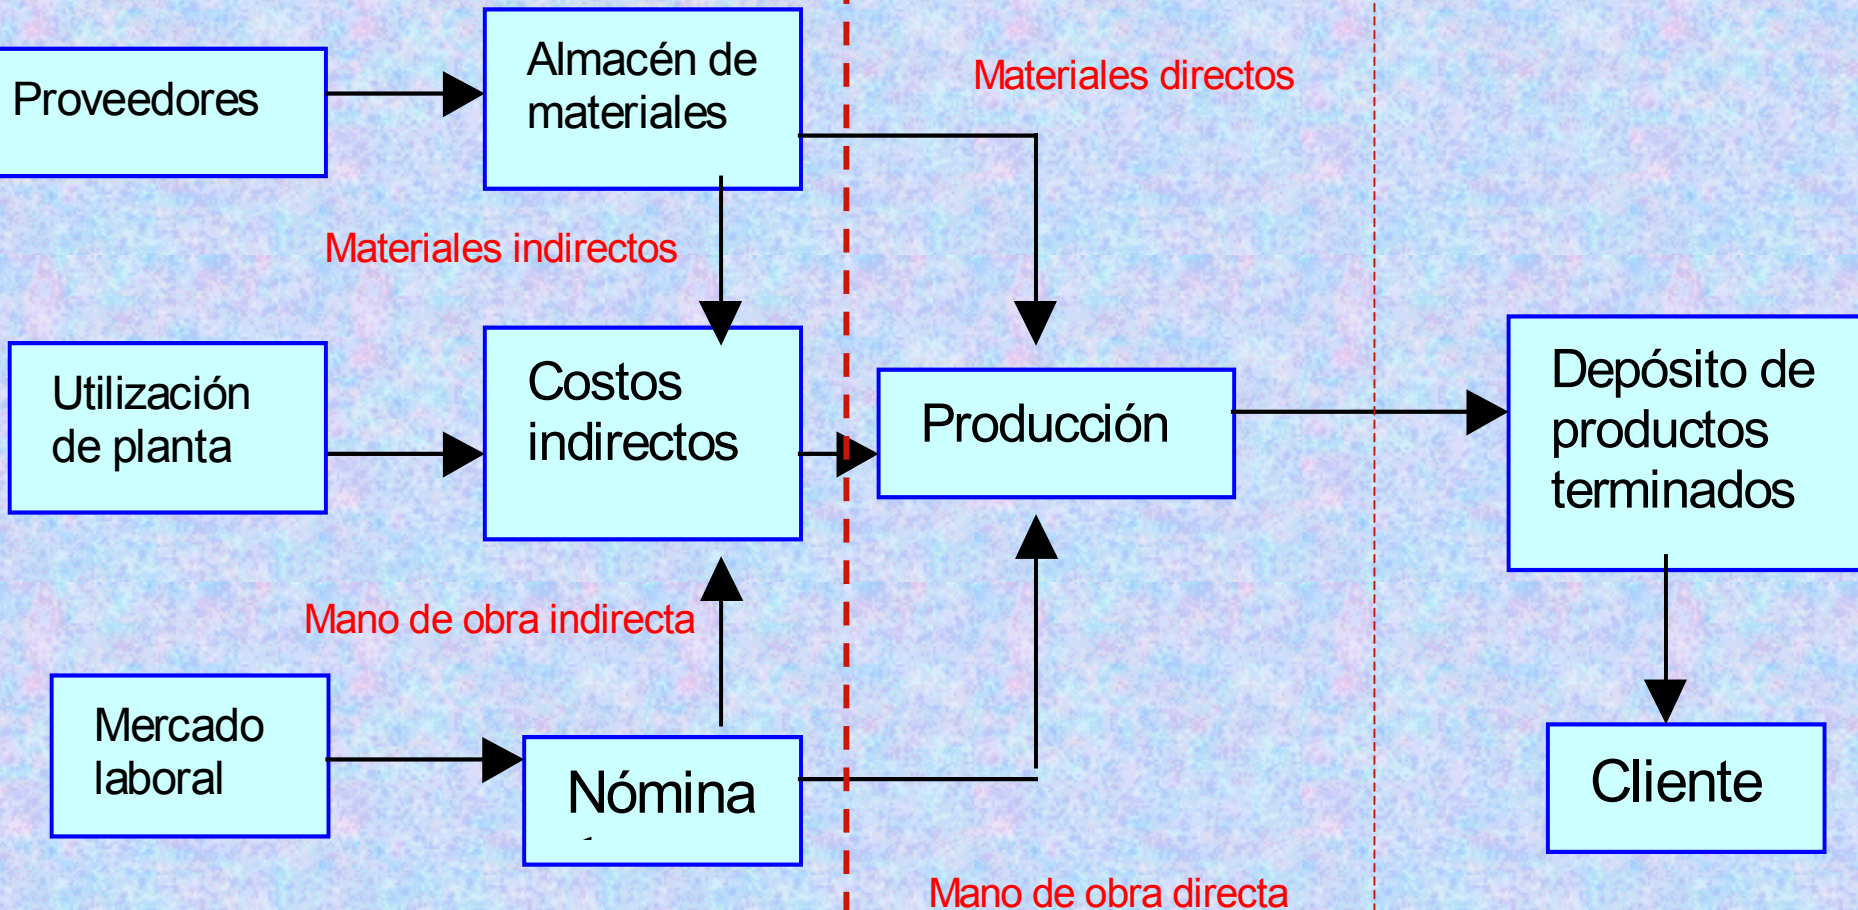 Proveedores
Almacén de
materiales
Materiales directos
Materiales indirectos
Utilización
de planta
Costos
indirectos
Producción
Depósito de
productos
terminados
Mano de obra indirecta
Mercado
laboral
Nómina
Cliente
Mano de obra directa